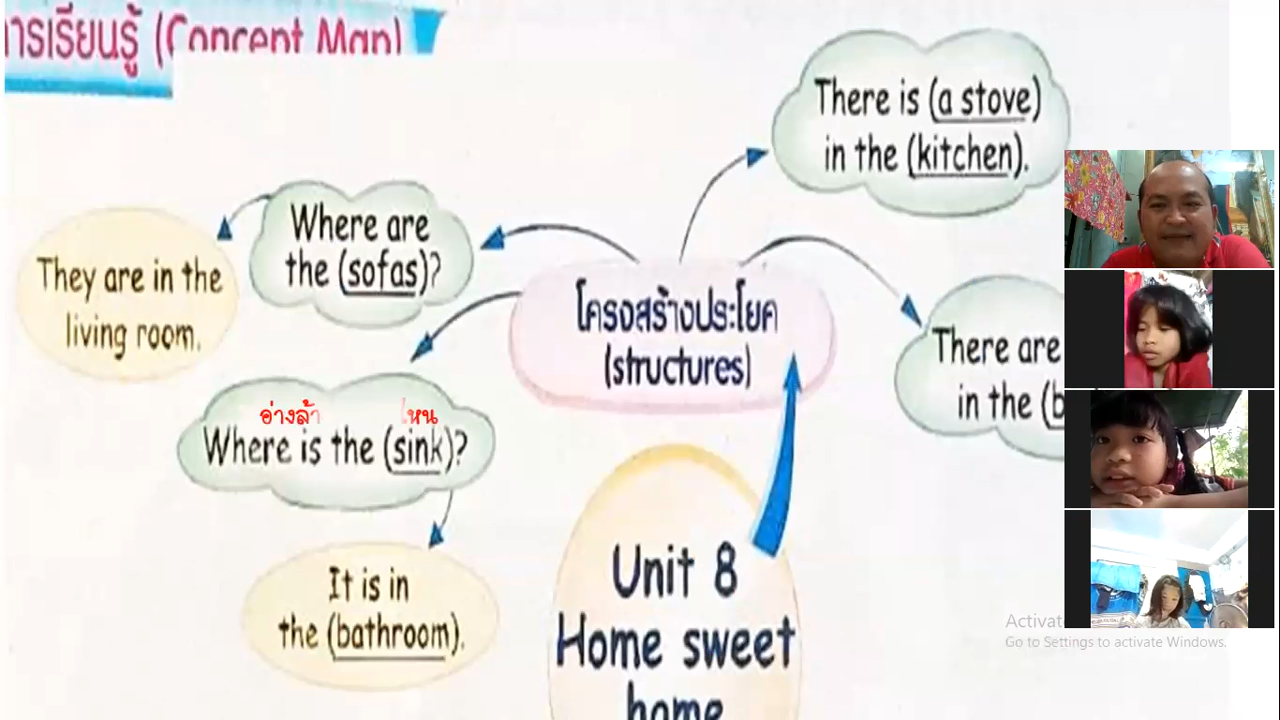 การเรียนรู้ (Concept Map)
There is (a stove)
in the (kitchen).
Where are
the (sofas)?
They are in the
living room.
โครงสร้างประโยค
(structures)
There are
in the (b
อ่างล้า ไหน
Where is the (sink)?
It is in
the (bathroom).
Unit 8
Home sweet
home
Activat
Go to Settings to activate Windows.